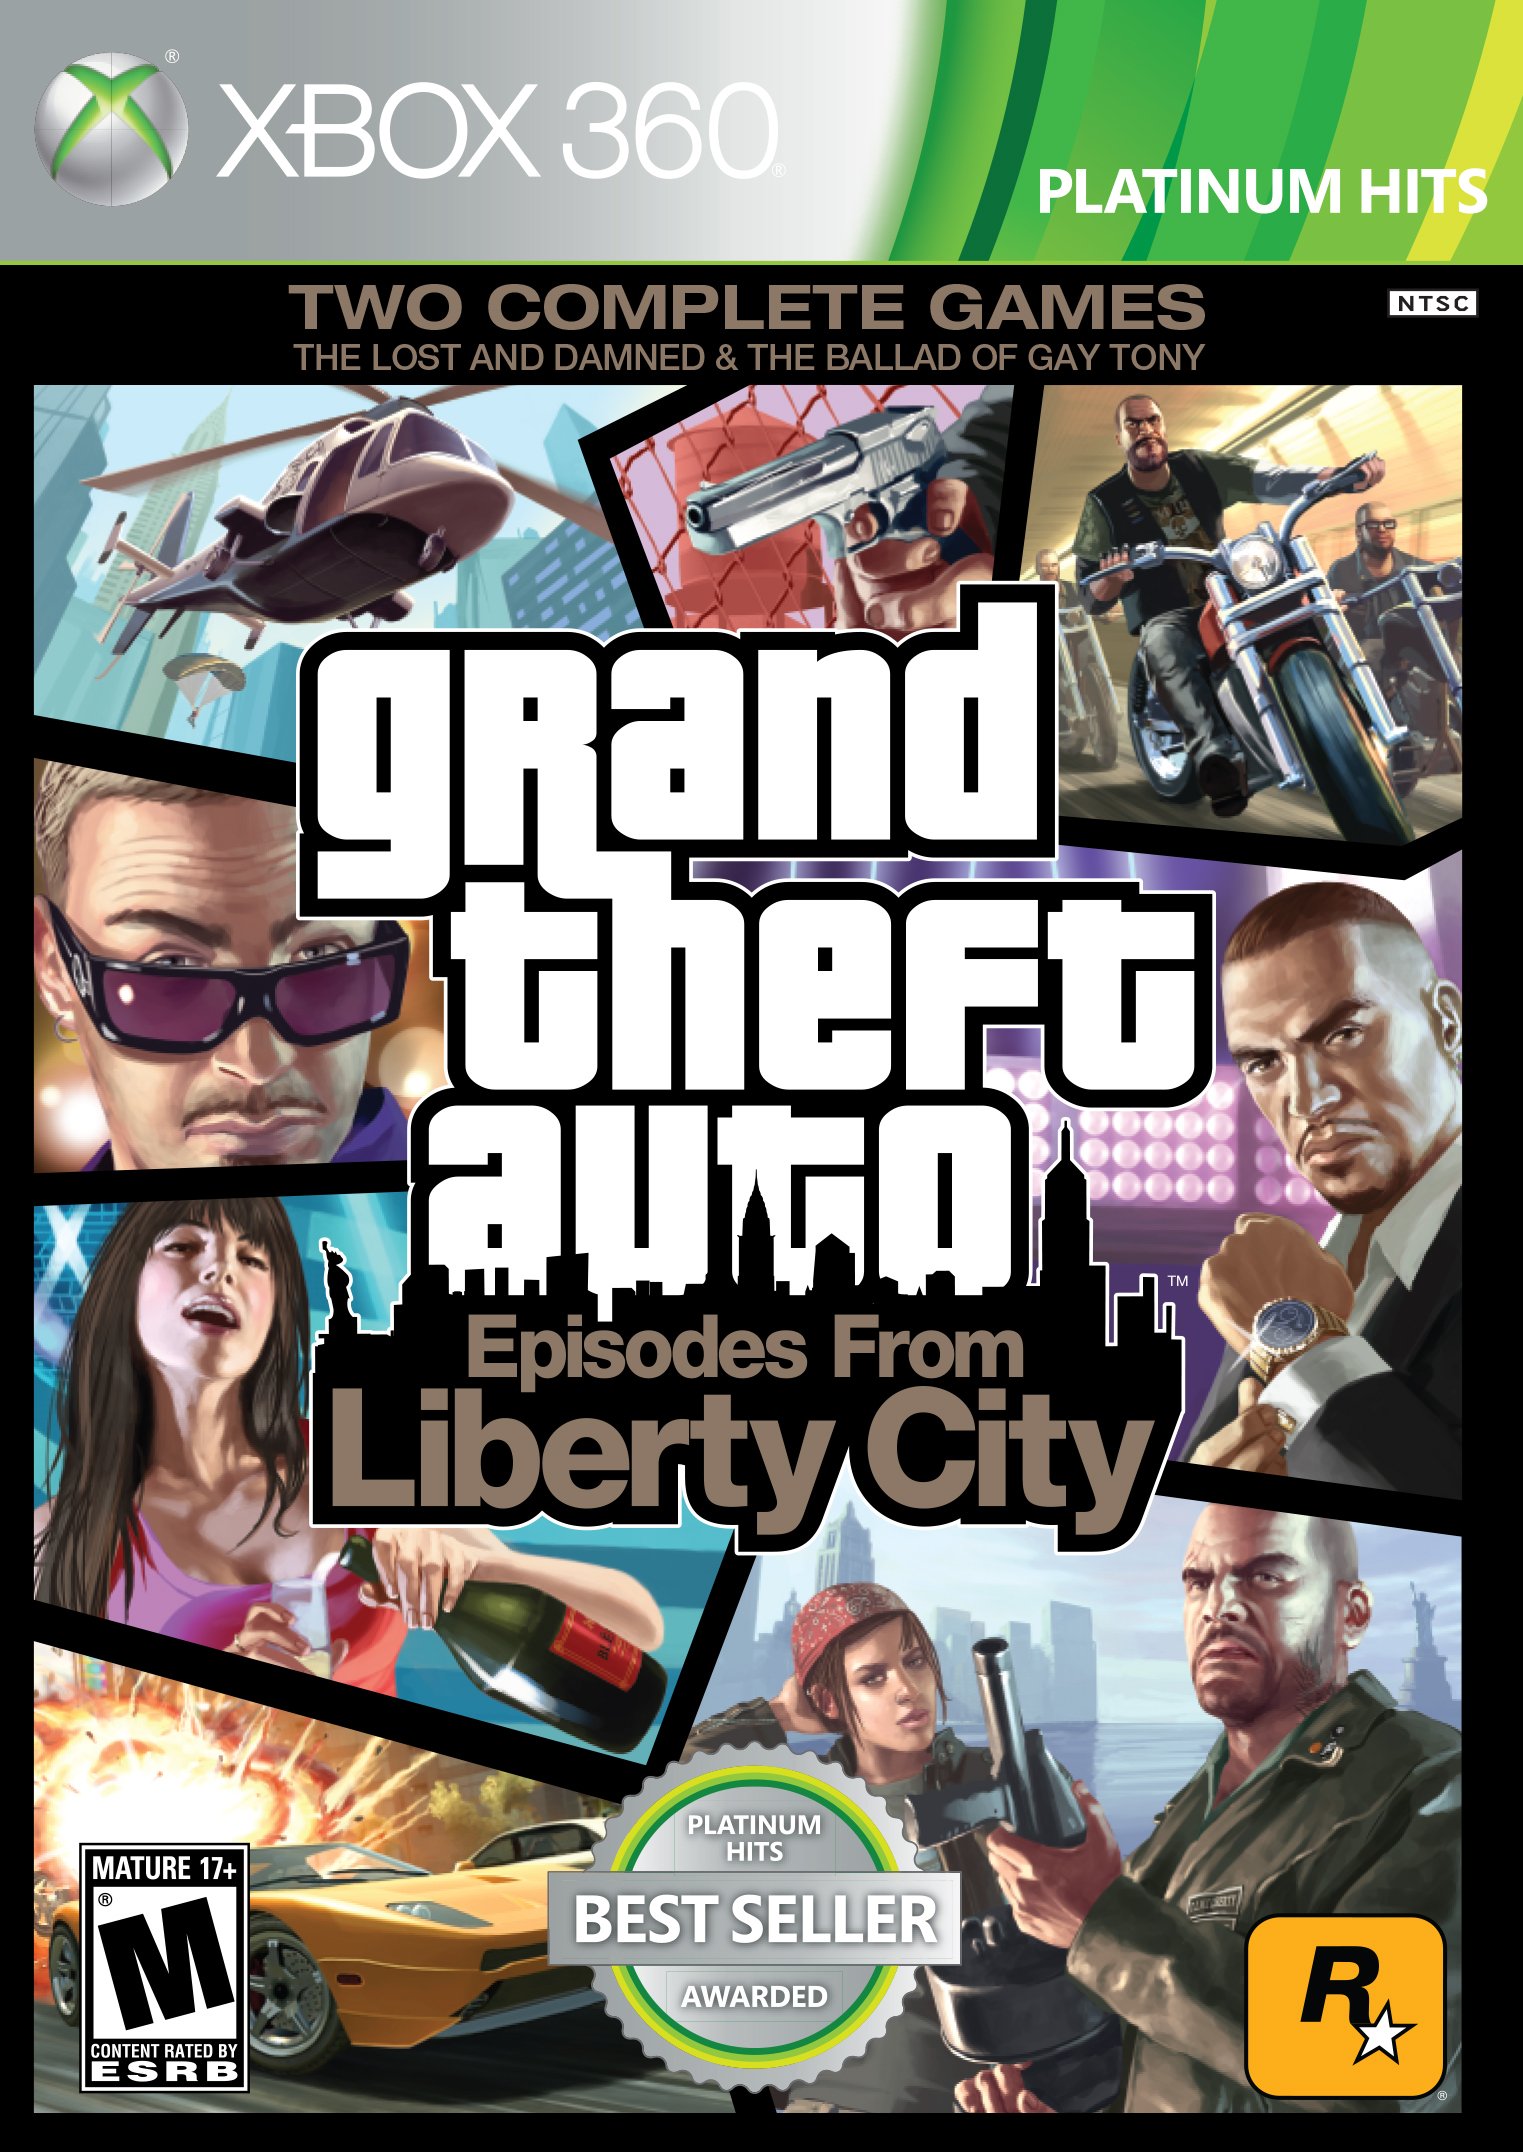 XBOX 360
PLATINUM HITS
TWO COMPLETE GAMES
THE LOST AND DAMNED & THE BALLAD OF GAY TONY
NTSC
grand
theft
auto
™
Episodes From
Liberty City
PLATINUM
HITS
BEST SELLER
AWARDED
MATURE 17+
M
CONTENT RATED BY
ESRB
R